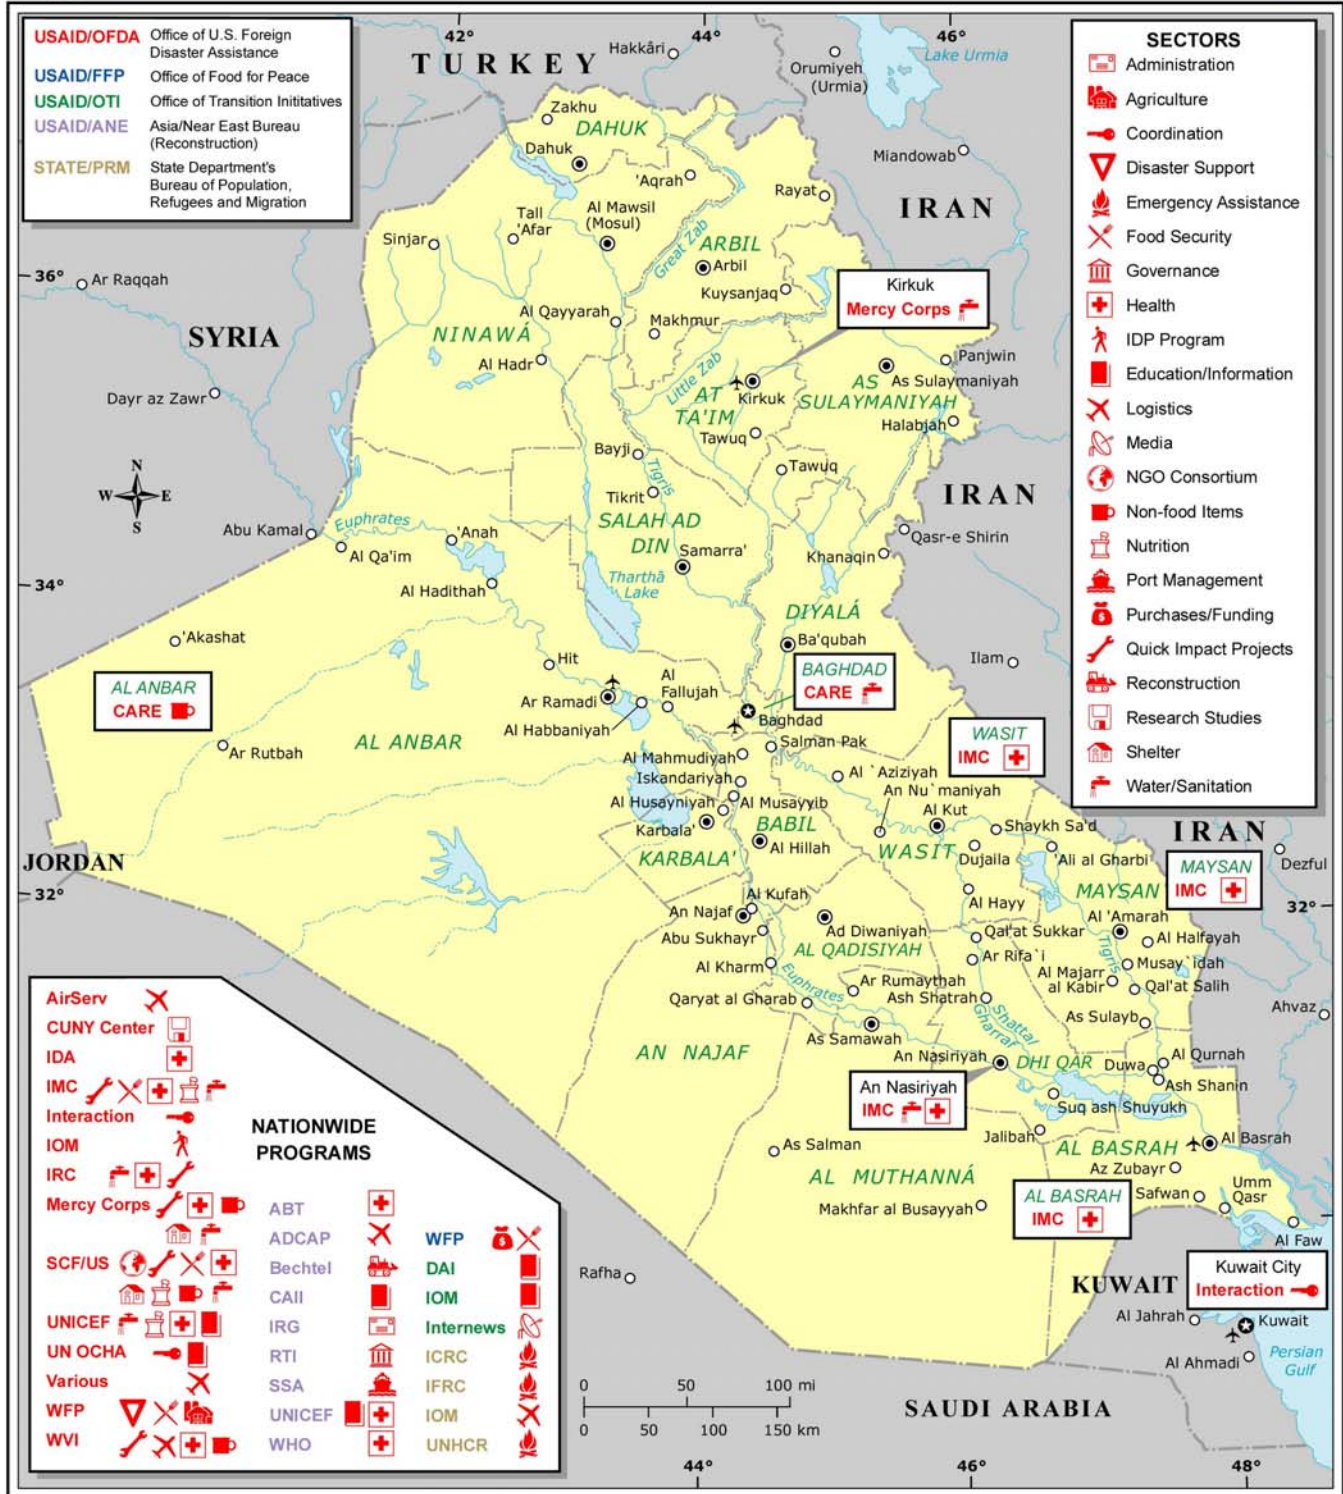 USAID/OFDA Office of U.S. Foreign
Disaster Assistance
USAID/FFP Office of Food for Peace
USAID/OTI Office of Transition Inititatives
USAID/ANE Asia/Near East Bureau
(Reconstruction)
STATE/PRM State Department's
Bureau of Population,
Refugees and Migration
42°
44°
46°
SECTORS
Administration
Agriculture
Coordination
Disaster Support
Emergency Assistance
Food Security
Governance
Health
IDP Program
Education/Information
Logistics
Media
NGO Consortium
Non-food Items
Nutrition
Port Management
Purchases/Funding
Quick Impact Projects
Reconstruction
Research Studies
Shelter
Water/Sanitation
TURKEY
Hakkâri
Orumiyeh
(Urmia)
Lake Urmia
Zakhu
DAHUK
Dahuk
Miandowab
'Aqrah
Rayat
IRAN
Tall
'Afar
Al Mawsil
(Mosul)
Sinjar
Great Zab
ARBIL
Arbil
36°
Ar Raqqah
Kuysanjaq
Kirkuk
Mercy Corps
Al Qayyarah
Makhmur
SYRIA
NINAWÁ
Al Hadr
Panjwin
Little Zab
As Sulaymaniyah
AS
SULAYMANIYAH
Dayr az Zawr
AT
TA'IM
Kirkuk
Halabjah
Tawuq
Bayji
Tigris
Tawuq
N
W E
S
Tikrit
IRAN
SALAH AD
DIN
Abu Kamal
Euphrates
'Anah
Al Qa'im
Samarra'
Qasr-e Shirin
Khanaqin
34°
Al Hadithah
Tharthã
Lake
DIYALÁ
'Akashat
Ba'qubah
Hit
Ilam
AL ANBAR
CARE
Al
Fallujah
BAGHDAD
CARE
Ar Ramadi
Al Habbaniyah
Baghdad
Ar Rutbah
AL ANBAR
Salman Pak
WASIT
IMC
Al Mahmudiyah
Iskandariyah
Al `Aziziyah
An Nu`maniyah
Al Husayniyah
Al Musayyib
Al Kut
Karbala'
BABIL
Shaykh Sa'd
IRAN
Al Hillah
WASIT
Dujaila
'Ali al Gharbi
Dezful
JORDAN
KARBALA'
MAYSAN
IMC
32°
Al Kufah
Al Hayy
MAYSAN
32°
An Najaf
Ad Diwaniyah
Al 'Amarah
Abu Sukhayr
AL QADISIYAH
Qal'at Sukkar
Al Halfayah
Al Kharm
Ar Rifa`i
Tigris
Musay`idah
Euphrates
Ar Rumaythah
Al Majarr
al Kabir
Qal'at Salih
Qaryat al Gharab
Ash Shatrah
Ahvaz
As Sulayb
Shattal
Gharraf
As Samawah
AN NAJAF
An Nasiriyah
DHI QAR
Duwa
Al Qurnah
Ash Shanin
An Nasiriyah
IMC
Suq ash Shuyukh
As Salman
Jalibah
AL BASRAH
Al Basrah
AL MUTHANNÁ
Az Zubayr
Makhfar al Busayyah
AL BASRAH
IMC
Safwan
Umm
Qasr
Al Faw
Rafha
KUWAIT
Kuwait City
Interaction
Al Jahrah
Kuwait
Al Ahmadi
Persian
Gulf
SAUDI ARABIA
0 50 100 mi
0 50 100 150 km
44°
46°
48°
NATIONWIDE
PROGRAMS
AirServ
CUNY Center
IDA
IMC
Interaction
IOM
IRC
Mercy Corps
SCF/US
UNICEF
UN OCHA
Various
WFP
WVI
ABT
ADCAP
Bechtel
CAII
IRG
RTI
SSA
UNICEF
WHO
WFP
DAI
IOM
Internews
ICRC
IFRC
IOM
UNHCR